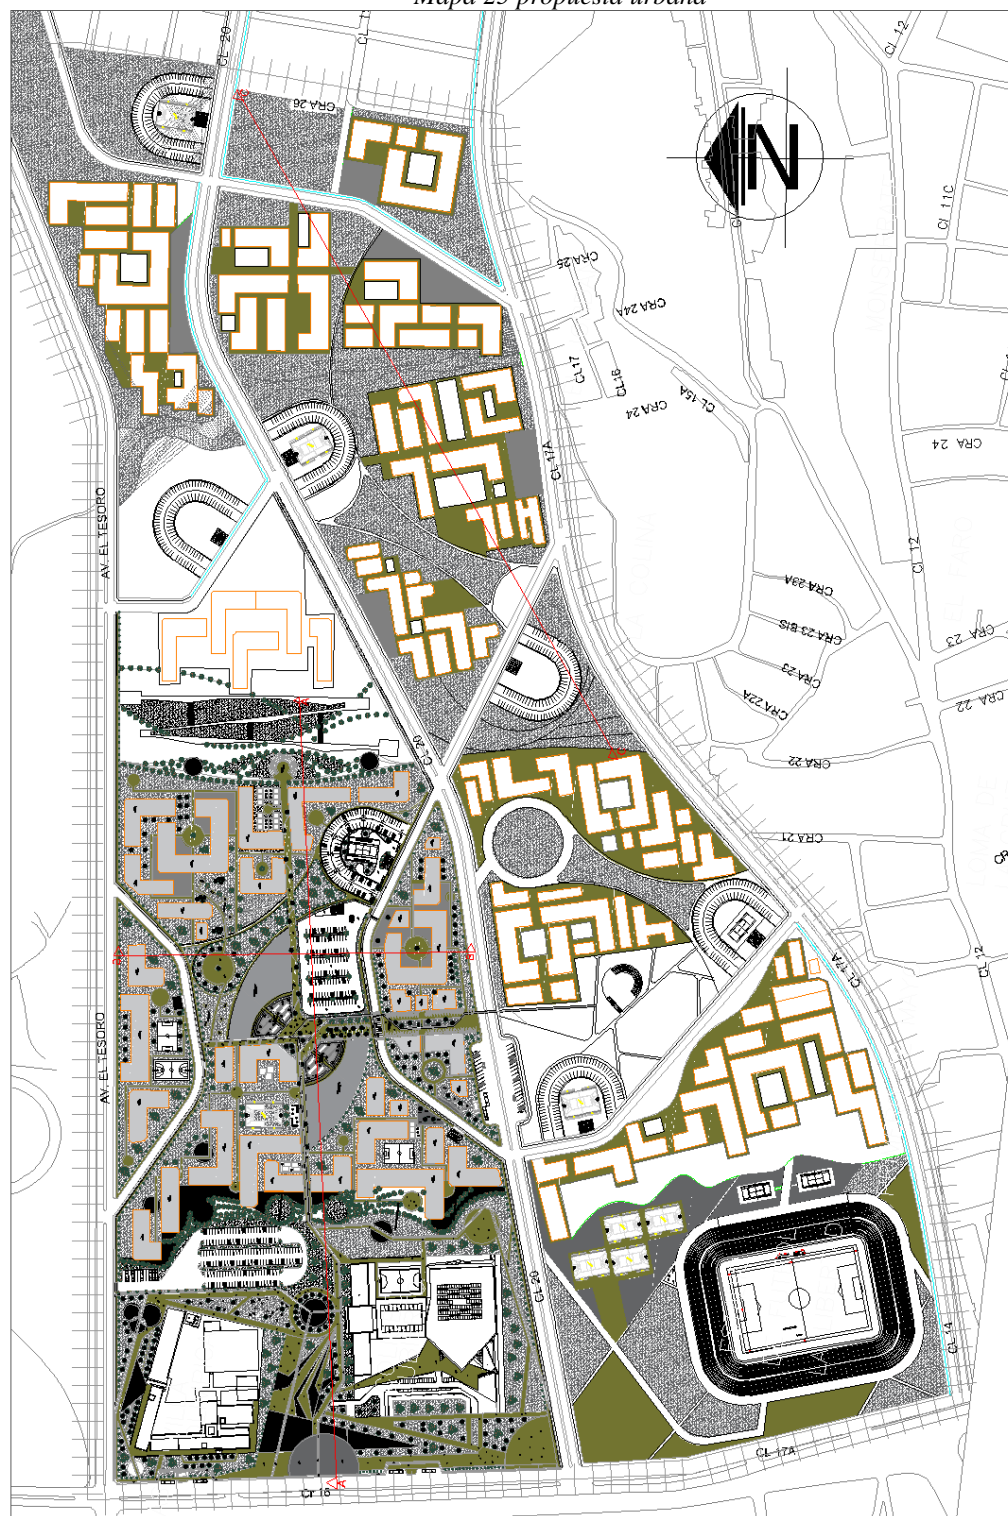 Mapa 25 propuesta urbana
CL 20
CL 12
CRA 26
N
Cl 11C
CRA 25
CRA 24A
CL 17
CL 16
CRA 24
CL 15A
CRA 24
CL 17A
AV. EL TESORO
CL 12
CRA 23A
CRA 23 BIS
CRA 23
CRA 23
CRA 22A
CRA 22
CRA 22
CL 20
CRA 21
CL 12
CL 17A
AV. EL TESORO
CL 20
CL 14
CL 17A
Cr 16
A